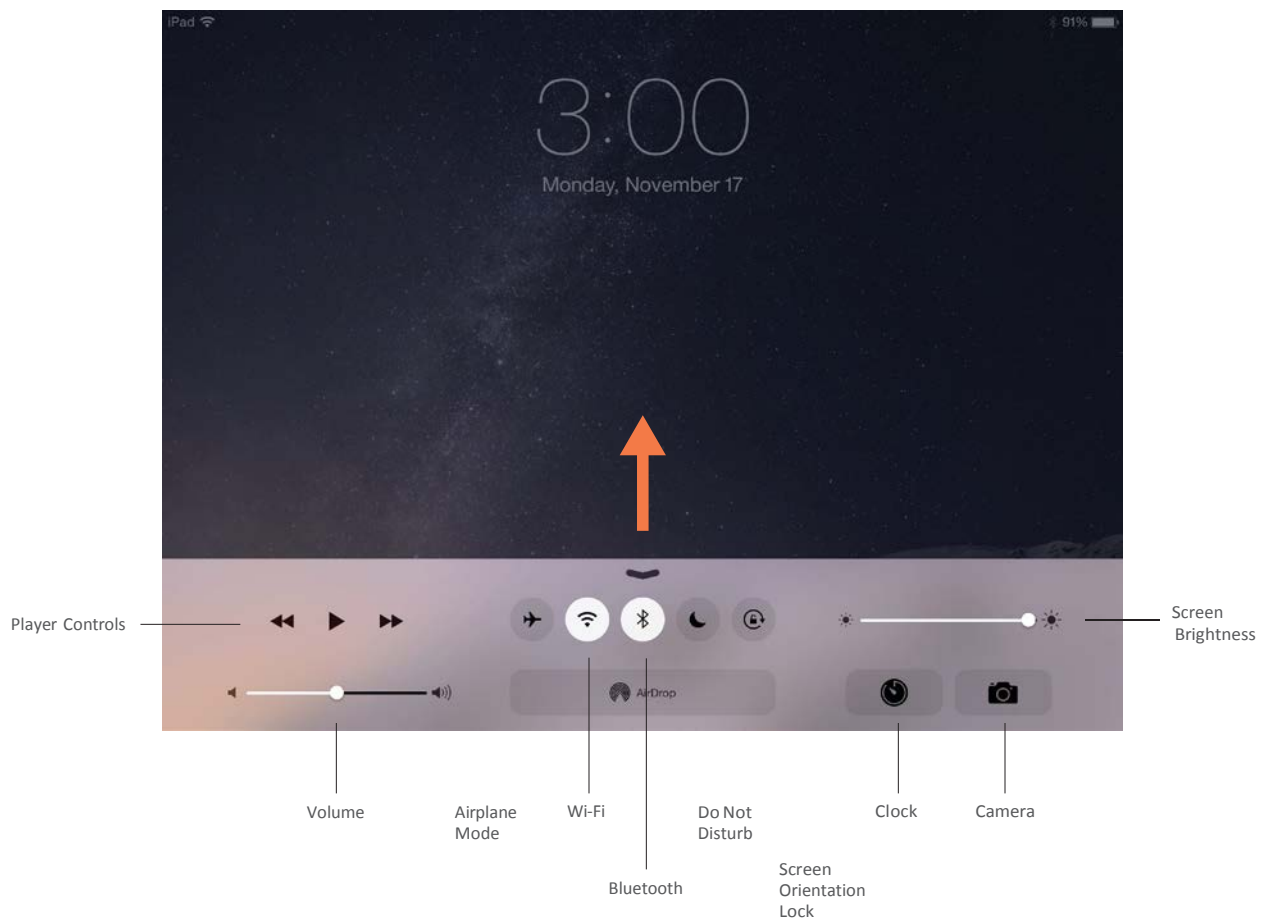 iPad 91%
3:00
Monday, November 17
Player Controls
Screen
Brightness
AirDrop
Volume
Airplane
Mode
Wi-Fi
Do Not
Disturb
Clock
Camera
Bluetooth
Screen
Orientation
Lock